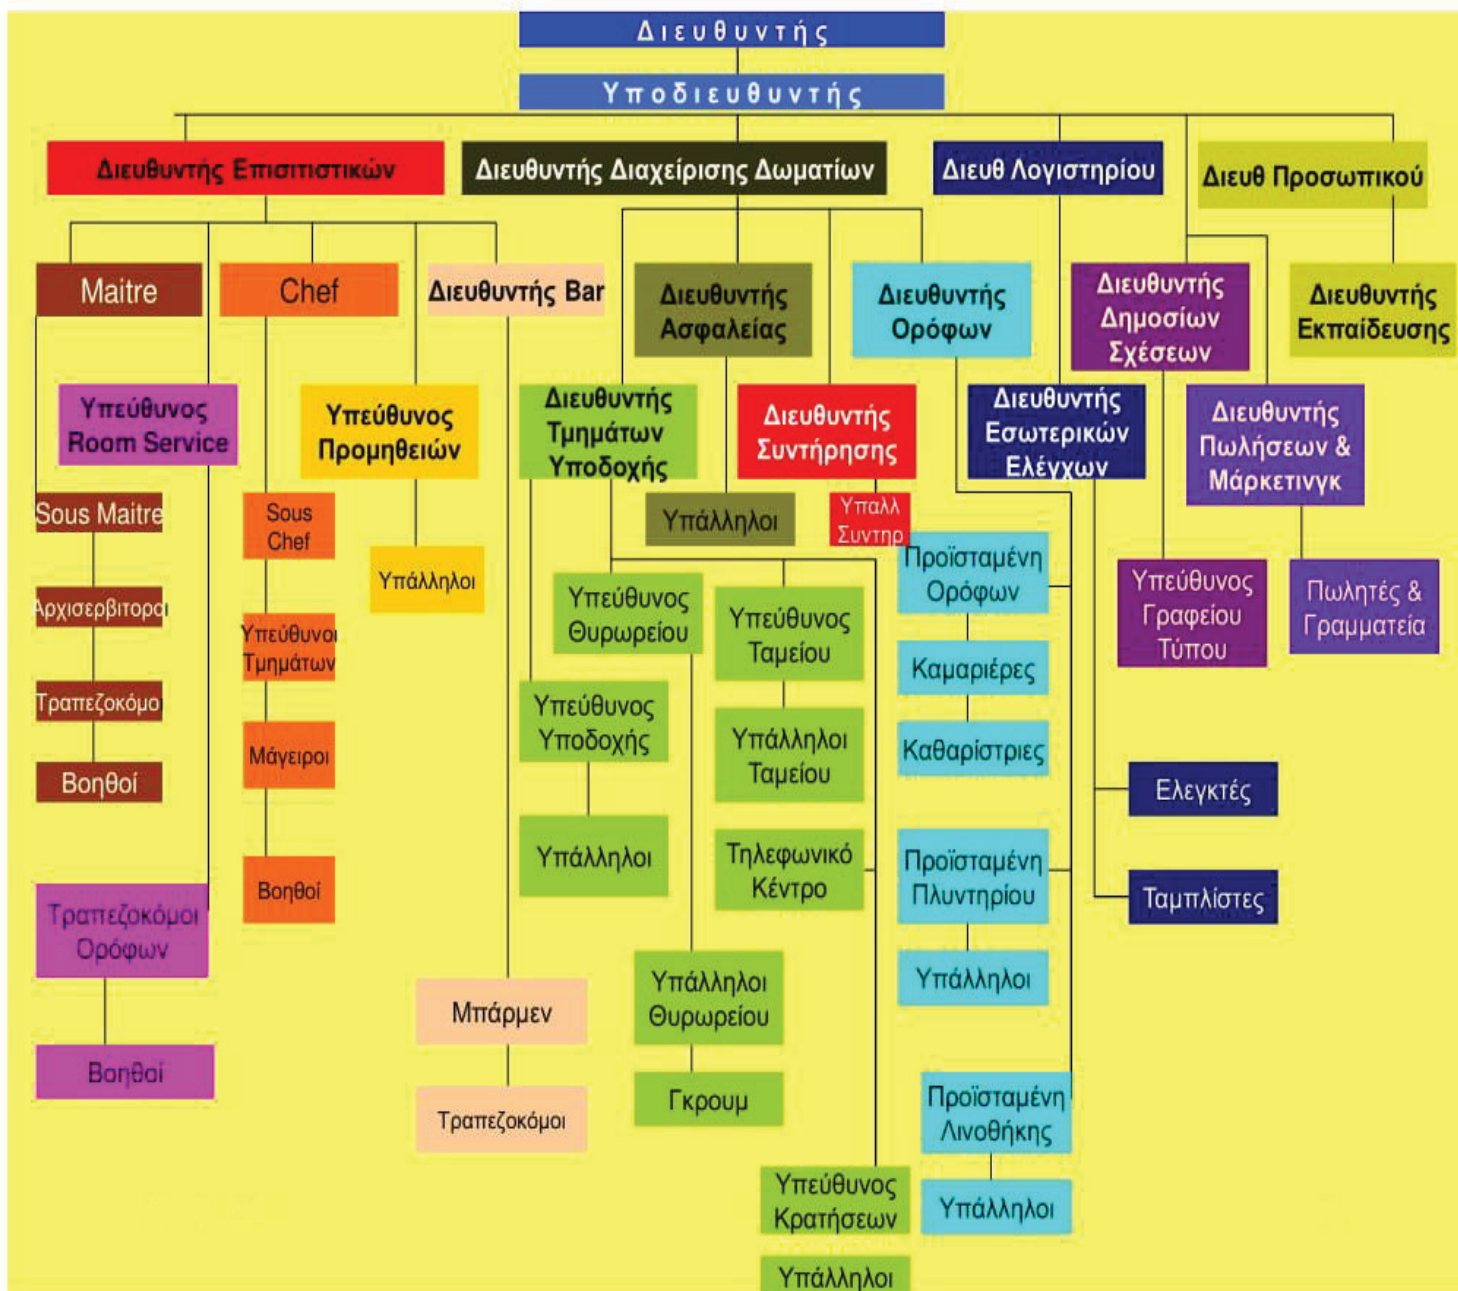 Διευθυντής
Υποδιευθυντής
Διευθυντής Επισιτιστικών
Διευθυντής Διαχείρισης Δωματίων
Διευθ Λογιστηρίου
Διευθ Προσωπικού
Maitre
Chef
Διευθυντής Bar
Διευθυντής
Ασφαλείας
Διευθυντής
Ορόφων
Διευθυντής
Δημοσίων
Σχέσεων
Διευθυντής
Εκπαίδευσης
Υπεύθυνος
Room Service
Υπεύθυνος
Προμηθειών
Διευθυντής
Τμημάτων
Υποδοχής
Διευθυντής
Συντήρησης
Διευθυντής
Εσωτερικών
Ελέγχων
Διευθυντής
Πωλήσεων &
Μάρκετινγκ
Sous Maitre
Sous
Chef
Υπάλληλοι
Υπαλλ
Συντηρ
Προϊσταμένη
Ορόφων
Υπάλληλοι
Υπεύθυνος
Θυρωρείου
Υπεύθυνος
Ταμείου
Υπεύθυνος
Γραφείου
Τύπου
Πωλητές &
Γραμματεία
Αρχισερβιτοροι
Υπεύθυνοι
Τμημάτων
Καμαριέρες
Τραπεζοκόμοι
Υπεύθυνος
Υποδοχής
Υπάλληλοι
Ταμείου
Καθαρίστριες
Βοηθοί
Μάγειροι
Ελεγκτές
Υπάλληλοι
Τηλεφωνικό
Κέντρο
Προϊσταμένη
Πλυντηρίου
Ταμπλίστες
Βοηθοί
Τραπεζοκόμοι
Ορόφων
Υπάλληλοι
Θυρωρείου
Υπάλληλοι
Μπάρμεν
Βοηθοί
Γκρουμ
Τραπεζοκόμοι
Προϊσταμένη
Λινοθήκης
Υπεύθυνος
Κρατήσεων
Υπάλληλοι
Υπάλληλοι